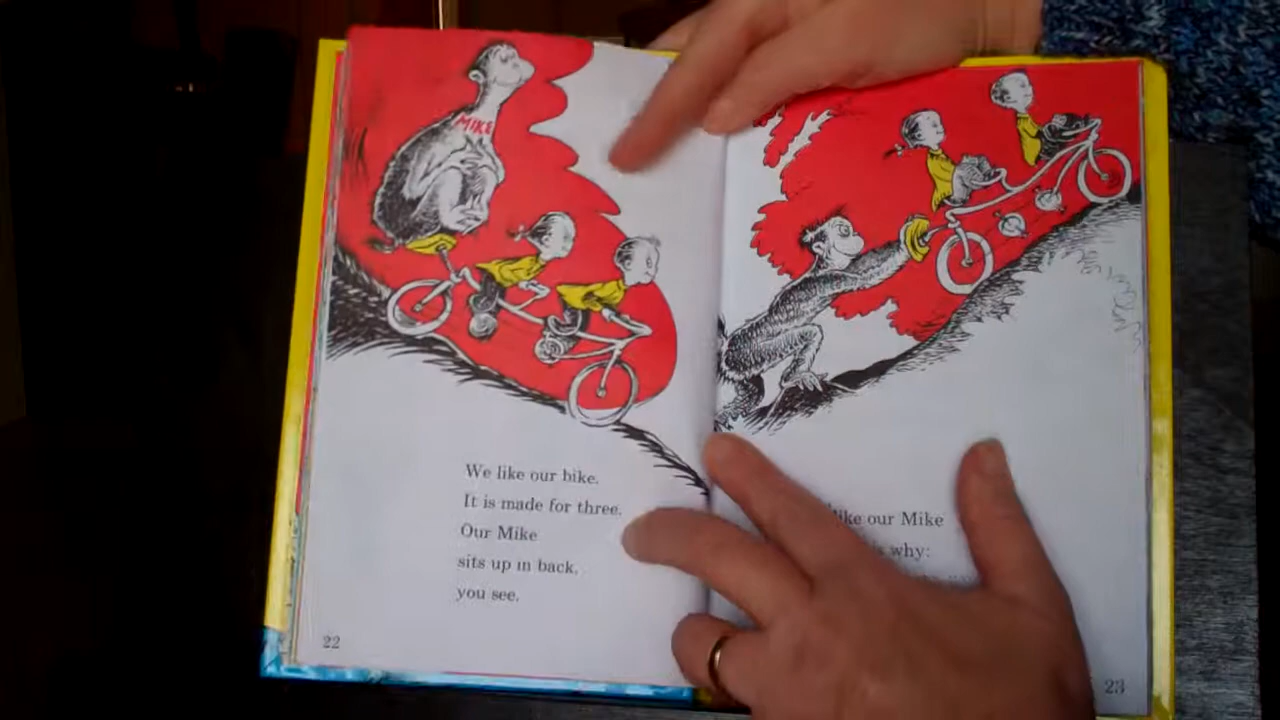 MIKE
We like our bike.
It is made for three.
Our Mike
sits up in back,
you see.
22
like our Mike
why:
23